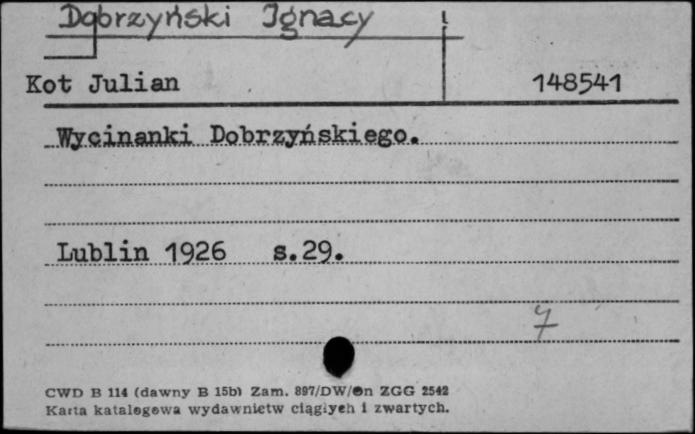 Dobrzyński Ignacy
Kot Julian 148541
Wycinanki Dobrzyńskiego.
Lublin 1926 s.29.
7
CWD B 114 (dawny B 15b) Zam. 897/DW/On ZGG 2542
Karta katalogowa wydawnictw ciągłych i zwartych.